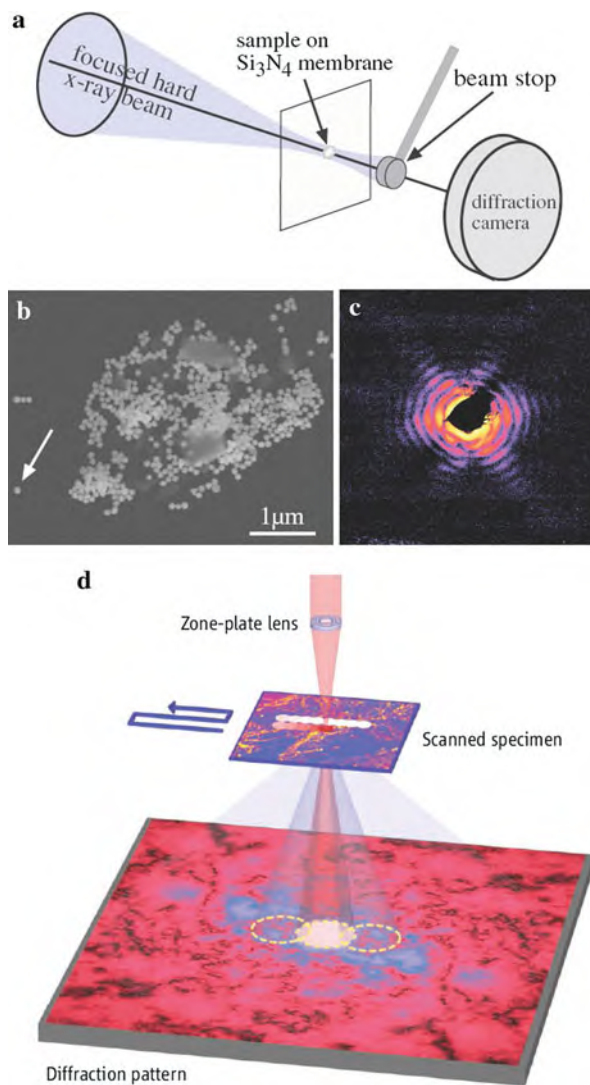 a
focused hard
x-ray beam
sample on
Si₃N₄ membrane
beam stop
diffraction
camera
b
1μm
c
d
Zone-plate lens
Scanned specimen
Diffraction pattern